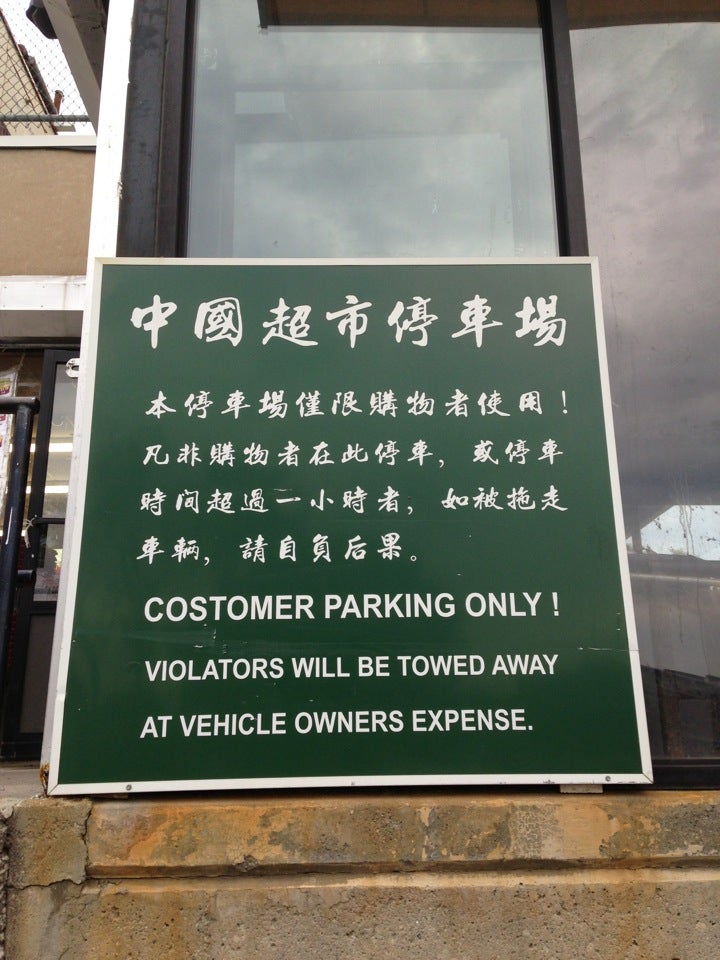 中國超市停車場
本停車場僅限購物者使用！
凡非購物者在此停車，或停車
時間超過一小時者，如被拖走
車輛，請自負后果。
COSTOMER PARKING ONLY !
VIOLATORS WILL BE TOWED AWAY
AT VEHICLE OWNERS EXPENSE.